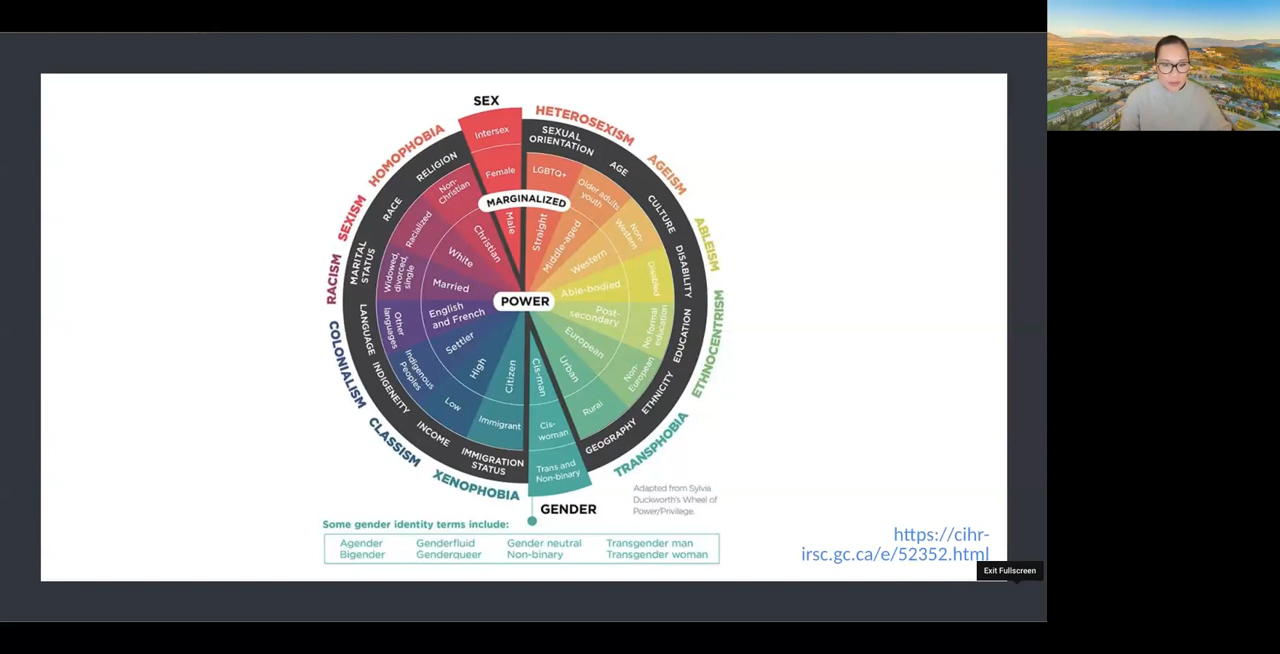 SEX
HETEROSEXISM
AGEISM
ABLEISM
ETHNOCENTRISM
TRANSPHOBIA
XENOPHOBIA
CLASSISM
COLONIALISM
RACISM
SEXISM
HOMOPHOBIA
Intersex
Female
Male
SEXUAL
ORIENTATION
LGBTQ+
Straight
AGE
Older adults
youth
Middle-aged
CULTURE
Non-
Western
Western
DISABILITY
Disabled
Able-bodied
EDUCATION
No formal
education
Post-
secondary
ETHNICITY
Non-
European
European
GEOGRAPHY
Rural
Urban
Cis-man
Cis-
woman
Trans and
Non-binary
GENDER
IMMIGRATION
STATUS
Immigrant
Citizen
INCOME
Low
High
INDIGENEITY
Indigenous
Peoples
Settler
LANGUAGE
Other
languages
English
and French
MARITAL
STATUS
Widowed,
divorced,
single
Married
RACE
Racialized
White
RELIGION
Non-
Christian
Christian
MARGINALIZED
POWER
Adapted from Sylvia
Duckworth's Wheel of
Power/Privilege.
Some gender identity terms include:
Agender Genderfluid Gender neutral Transgender man
Bigender Genderqueer Non-binary Transgender woman
https://cihr-
irsc.gc.ca/e/52352.html
Exit Fullscreen